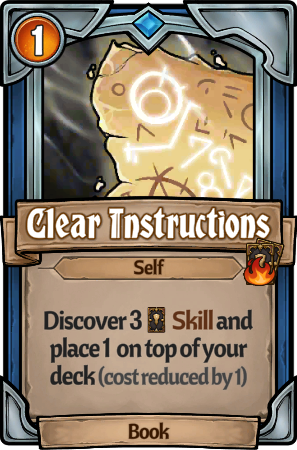 1
Clear Instructions
Self
Discover 3 Skill and
place 1 on top of your
deck (cost reduced by 1)
Book